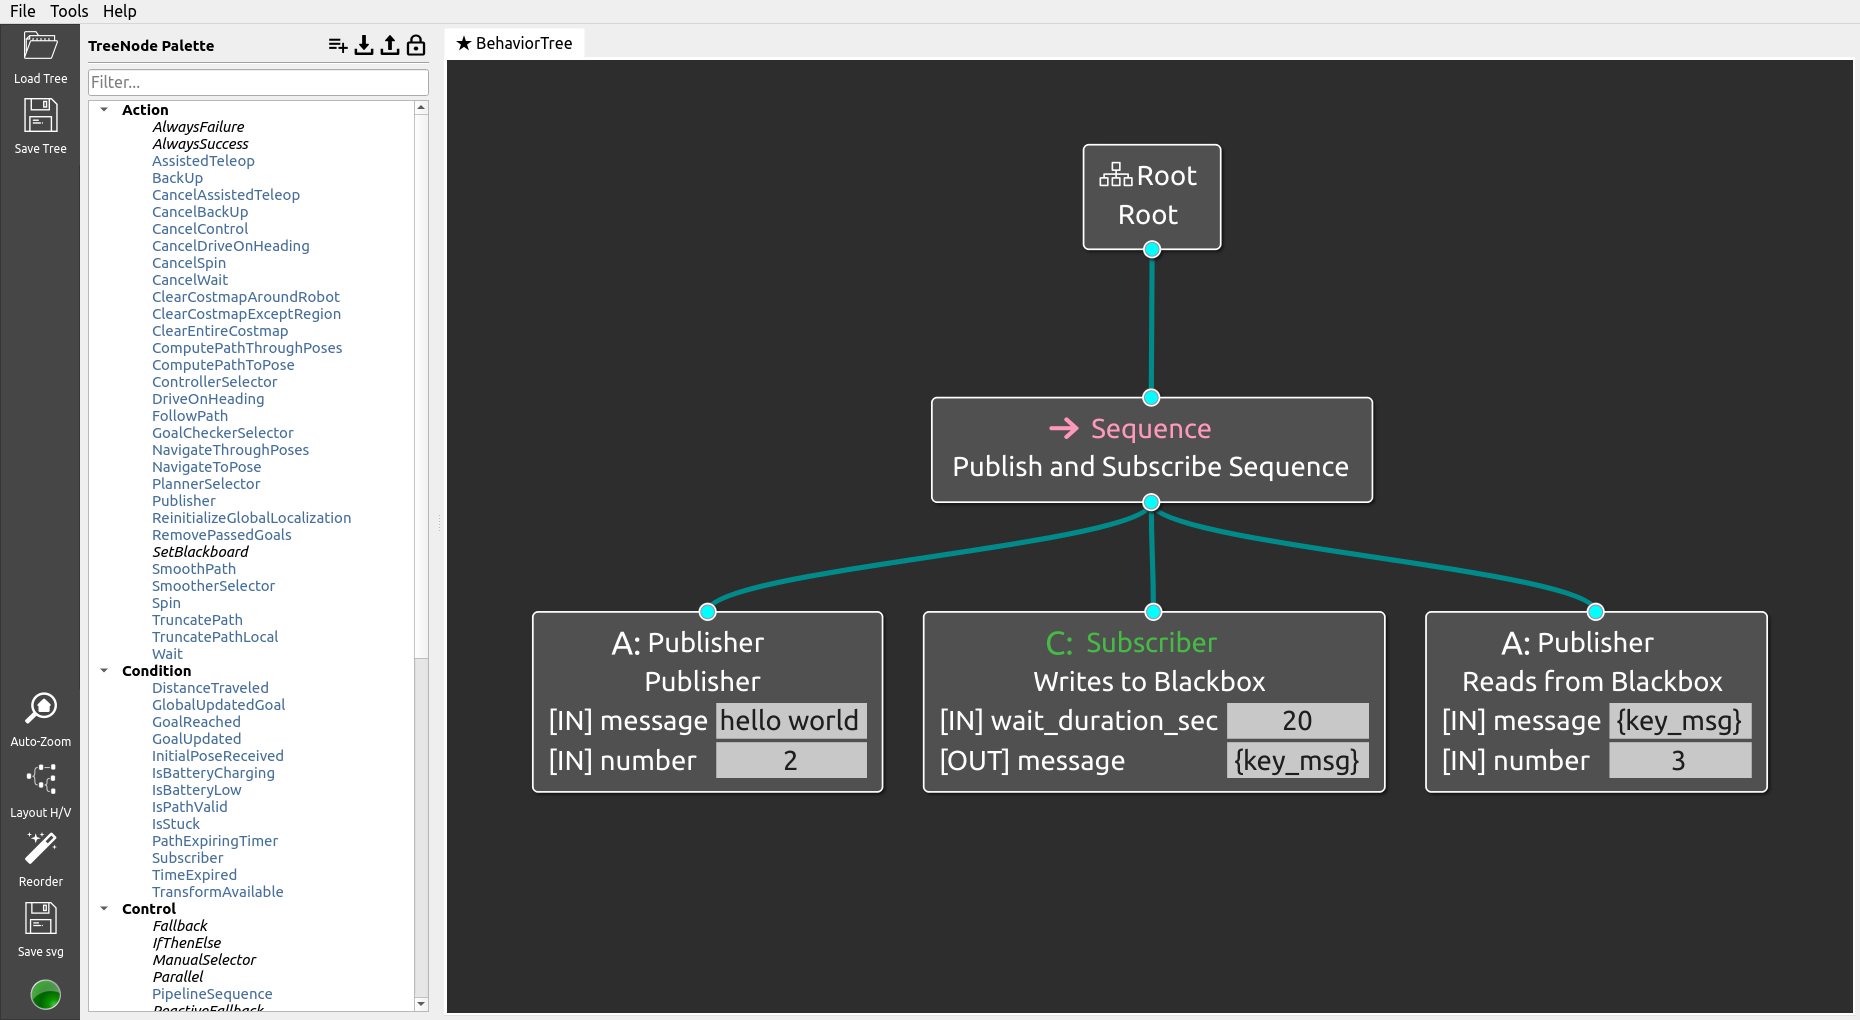 File Tools Help
Load Tree
Save Tree
Auto-Zoom
Layout H/V
Reorder
Save svg
TreeNode Palette
Filter...
Action
AlwaysFailure
AlwaysSuccess
AssistedTeleop
BackUp
CancelAssistedTeleop
CancelBackUp
CancelControl
CancelDriveOnHeading
CancelSpin
CancelWait
ClearCostmapAroundRobot
ClearCostmapExceptRegion
ClearEntireCostmap
ComputePathThroughPoses
ComputePathToPose
ControllerSelector
DriveOnHeading
FollowPath
GoalCheckerSelector
NavigateThroughPoses
NavigateToPose
PlannerSelector
Publisher
ReinitializeGlobalLocalization
RemovePassedGoals
SetBlackboard
SmoothPath
SmootherSelector
Spin
TruncatePath
TruncatePathLocal
Wait
Condition
DistanceTraveled
GlobalUpdatedGoal
GoalReached
GoalUpdated
InitialPoseReceived
IsBatteryCharging
IsBatteryLow
IsPathValid
IsStuck
PathExpiringTimer
Subscriber
TimeExpired
TransformAvailable
Control
Fallback
IfThenElse
ManualSelector
Parallel
PipelineSequence
ReactiveFallback
★ BehaviorTree
Root
Root
→ Sequence
Publish and Subscribe Sequence
A: Publisher
Publisher
[IN] message hello world
[IN] number 2
C: Subscriber
Writes to Blackbox
[IN] wait_duration_sec 20
[OUT] message {key_msg}
A: Publisher
Reads from Blackbox
[IN] message {key_msg}
[IN] number 3